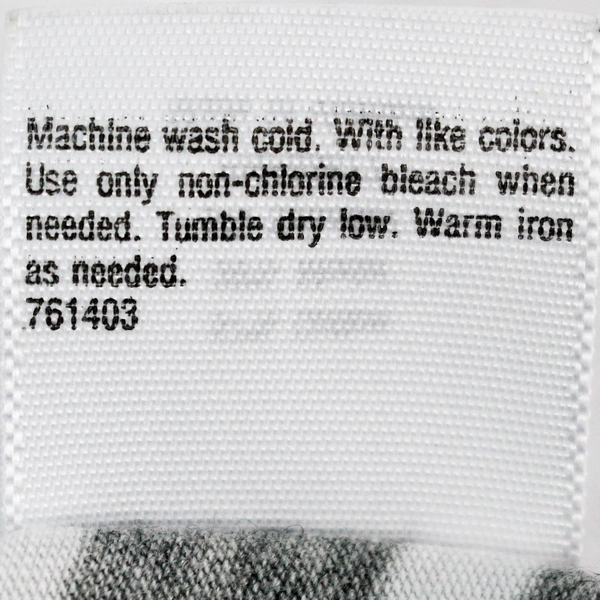 Machine wash cold. With like colors.
Use only non-chlorine bleach when
needed. Tumble dry low. Warm iron
as needed.
761403